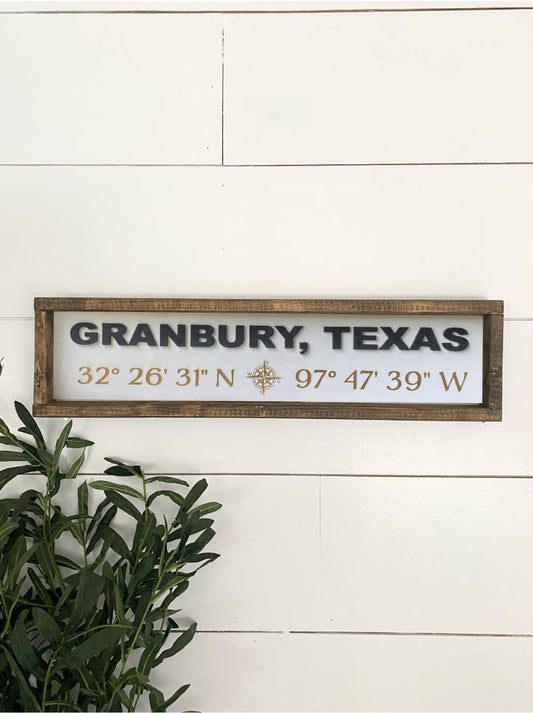 GRANBURY, TEXAS
32° 26' 31" N 97° 47' 39" W